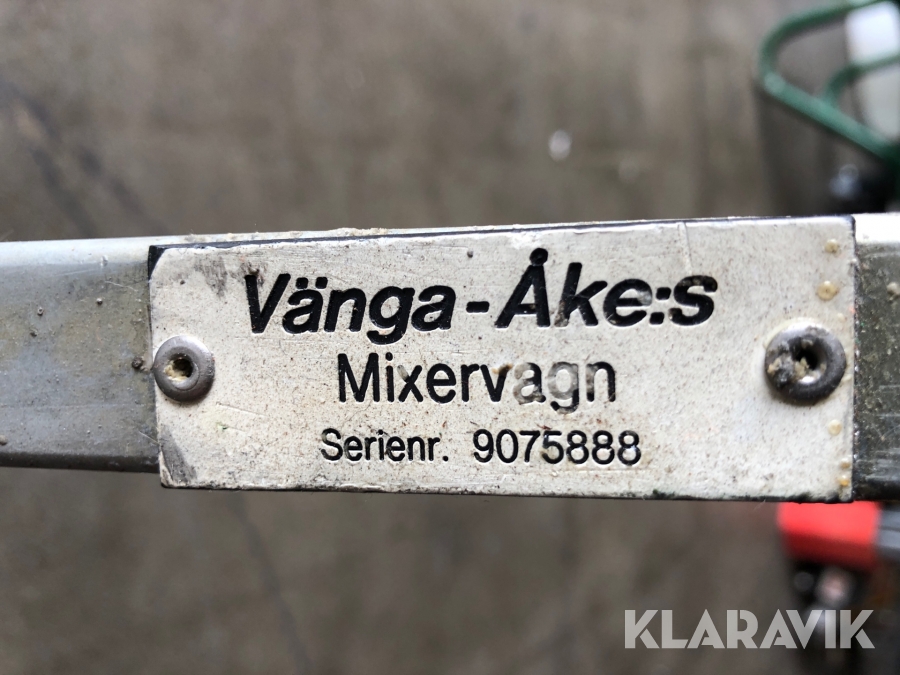 Vänga-Åke:s
Mixervagn
Serienr. 9075888
KLARAVIK